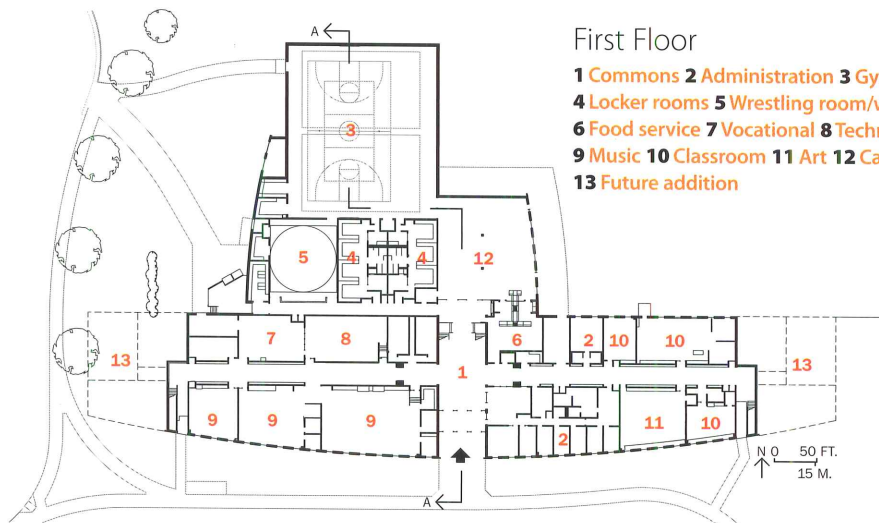 First Floor
1 Commons 2 Administration 3 Gy
4 Locker rooms 5 Wrestling room/
6 Food service 7 Vocational 8 Techn
9 Music 10 Classroom 11 Art 12 Ca
13 Future addition
A
3
5 4 4 12
7 8 6 2 10 10
13 1 13
9 9 9 2 11 10
N 0 50 FT.
15 M.
A